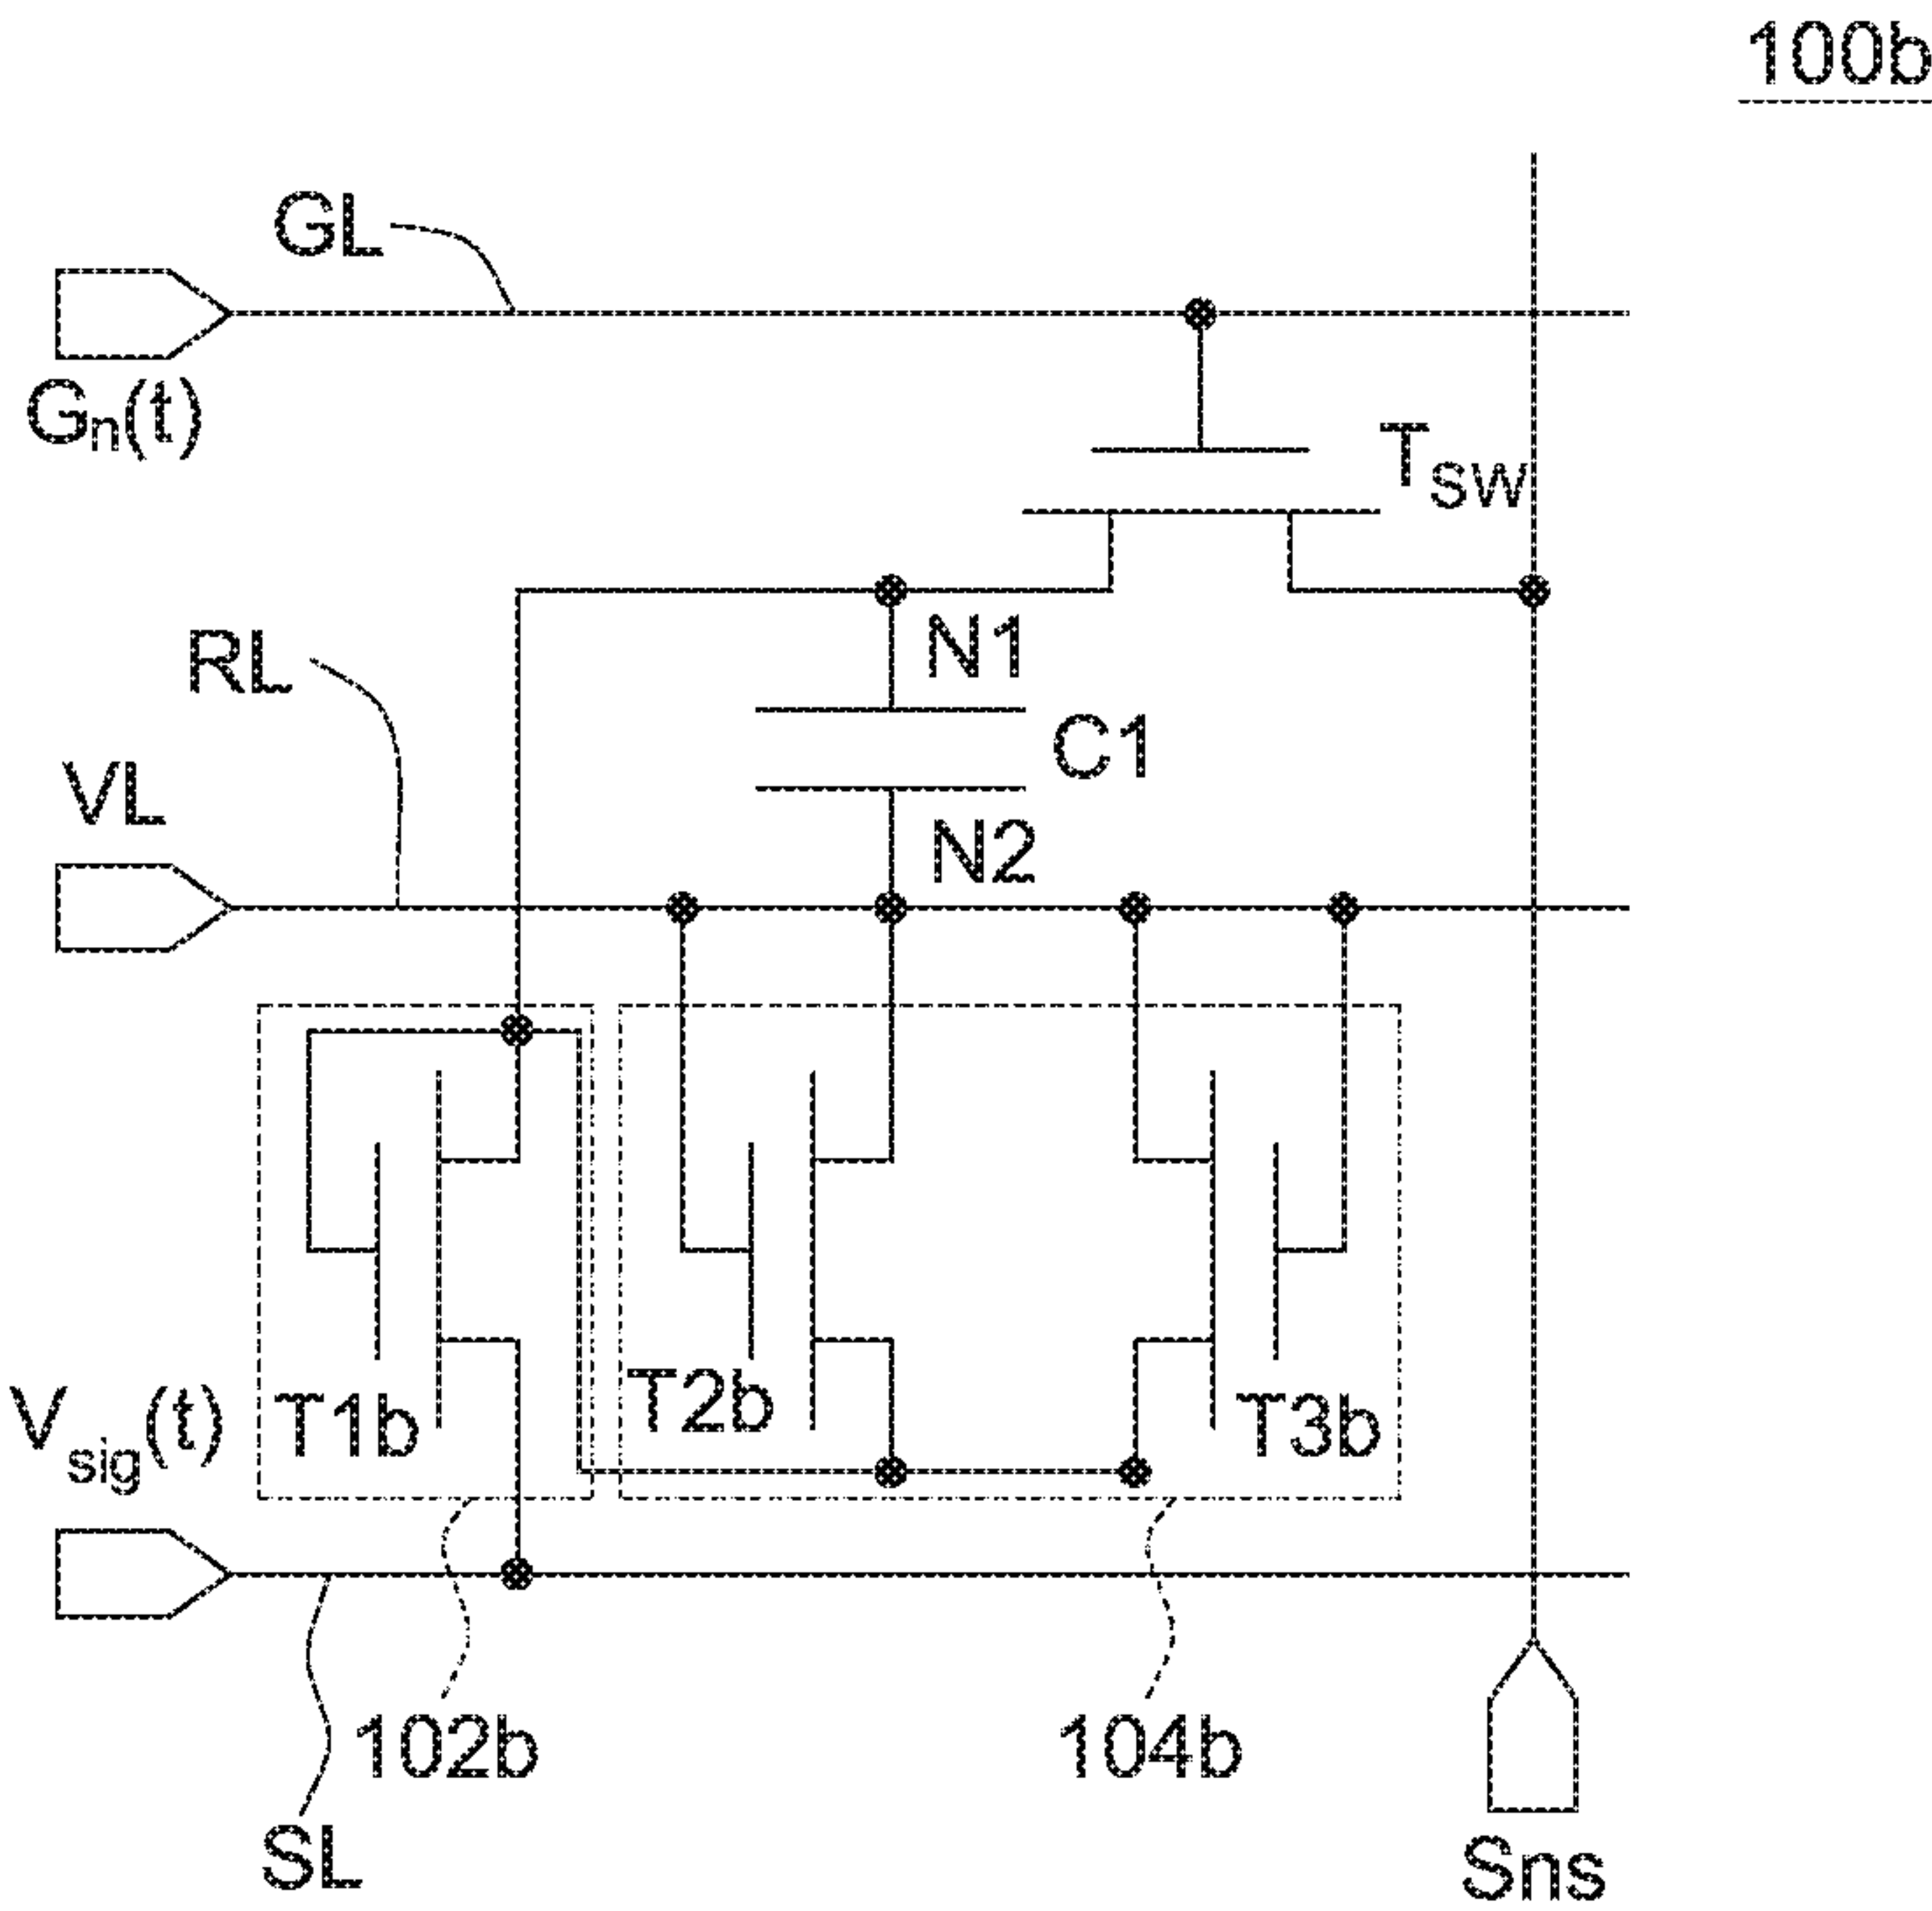 100b
GL
Gn(t)
TSW
N1
RL
C1
VL
N2
T1b
T2b
T3b
Vsig(t)
102b
104b
SL
Sns